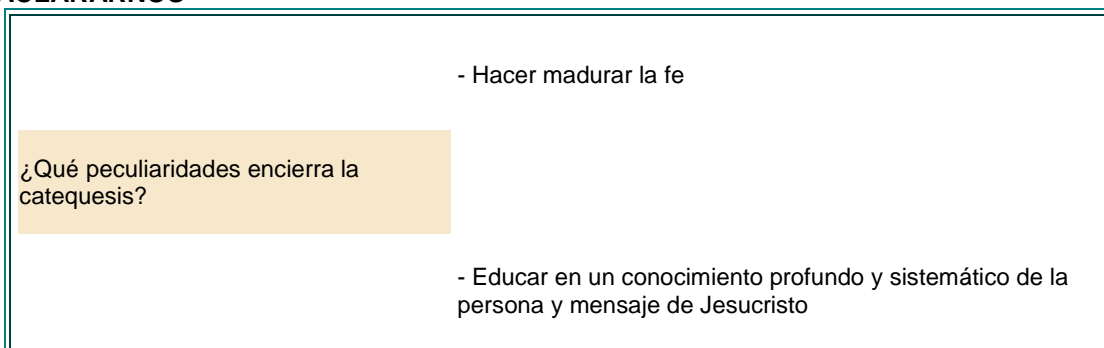 - Hacer madurar la fe
¿Qué peculiaridades encierra la
catequesis?
- Educar en un conocimiento profundo y sistemático de la
persona y mensaje de Jesucristo